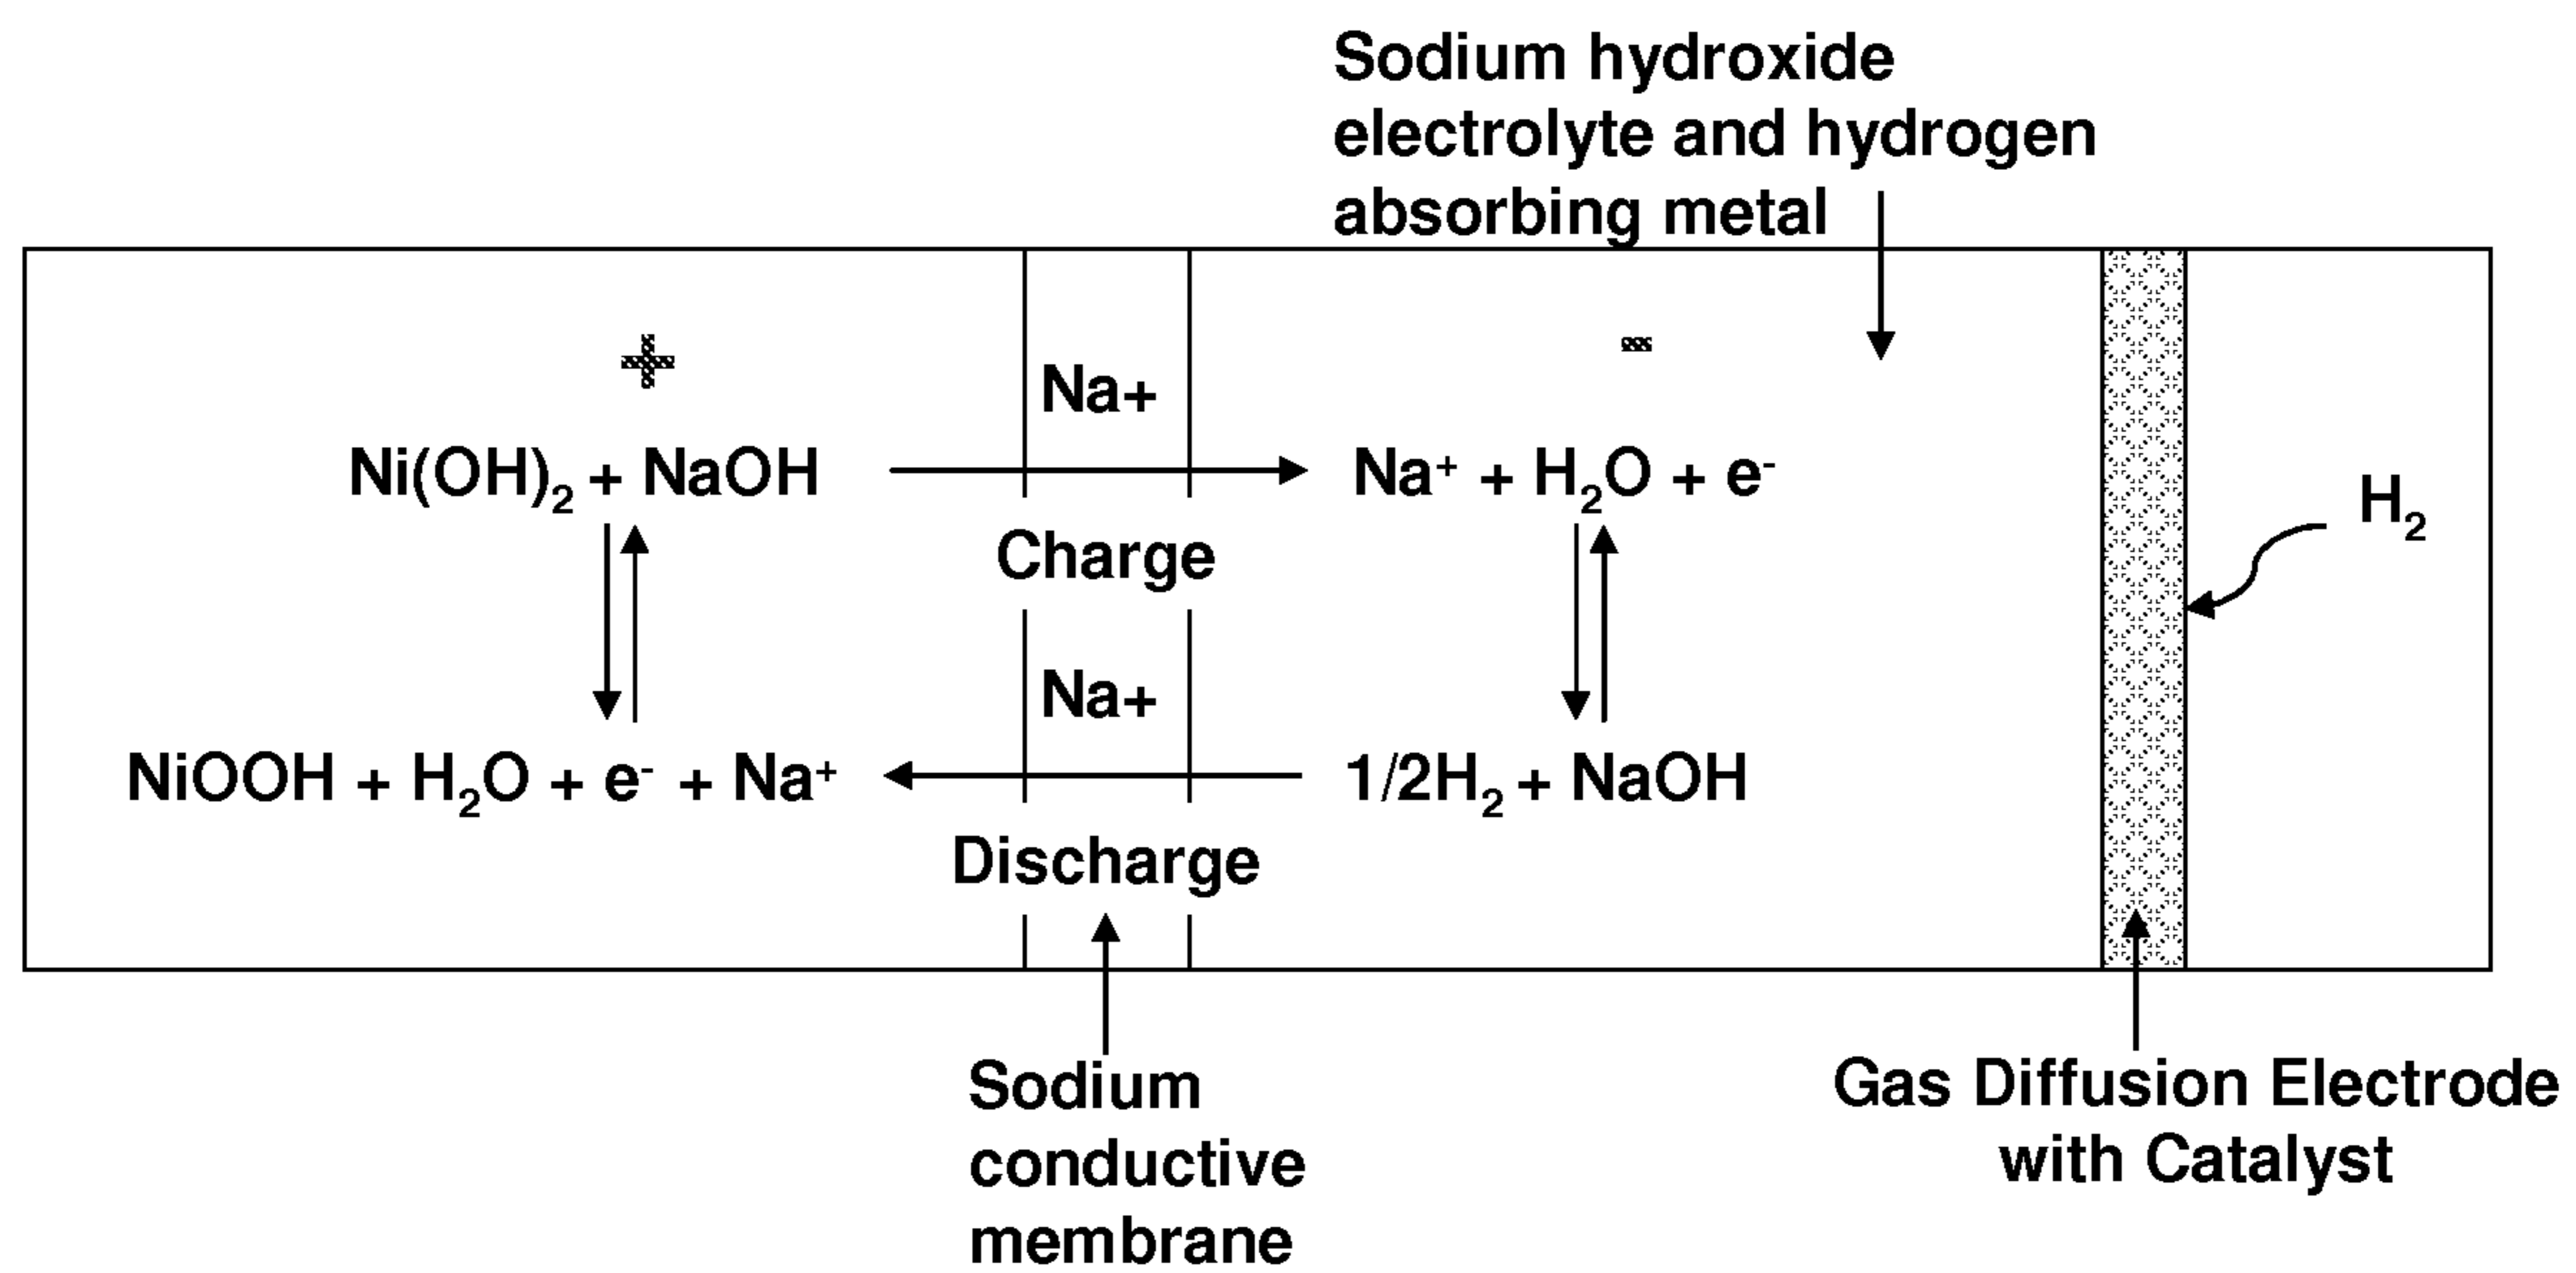 Sodium hydroxide
electrolyte and hydrogen
absorbing metal
+
-
Na+
Ni(OH)₂ + NaOH
Na⁺ + H₂O + e⁻
H₂
Charge
Na+
NiOOH + H₂O + e⁻ + Na⁺
1/2H₂ + NaOH
Discharge
Sodium
conductive
membrane
Gas Diffusion Electrode
with Catalyst